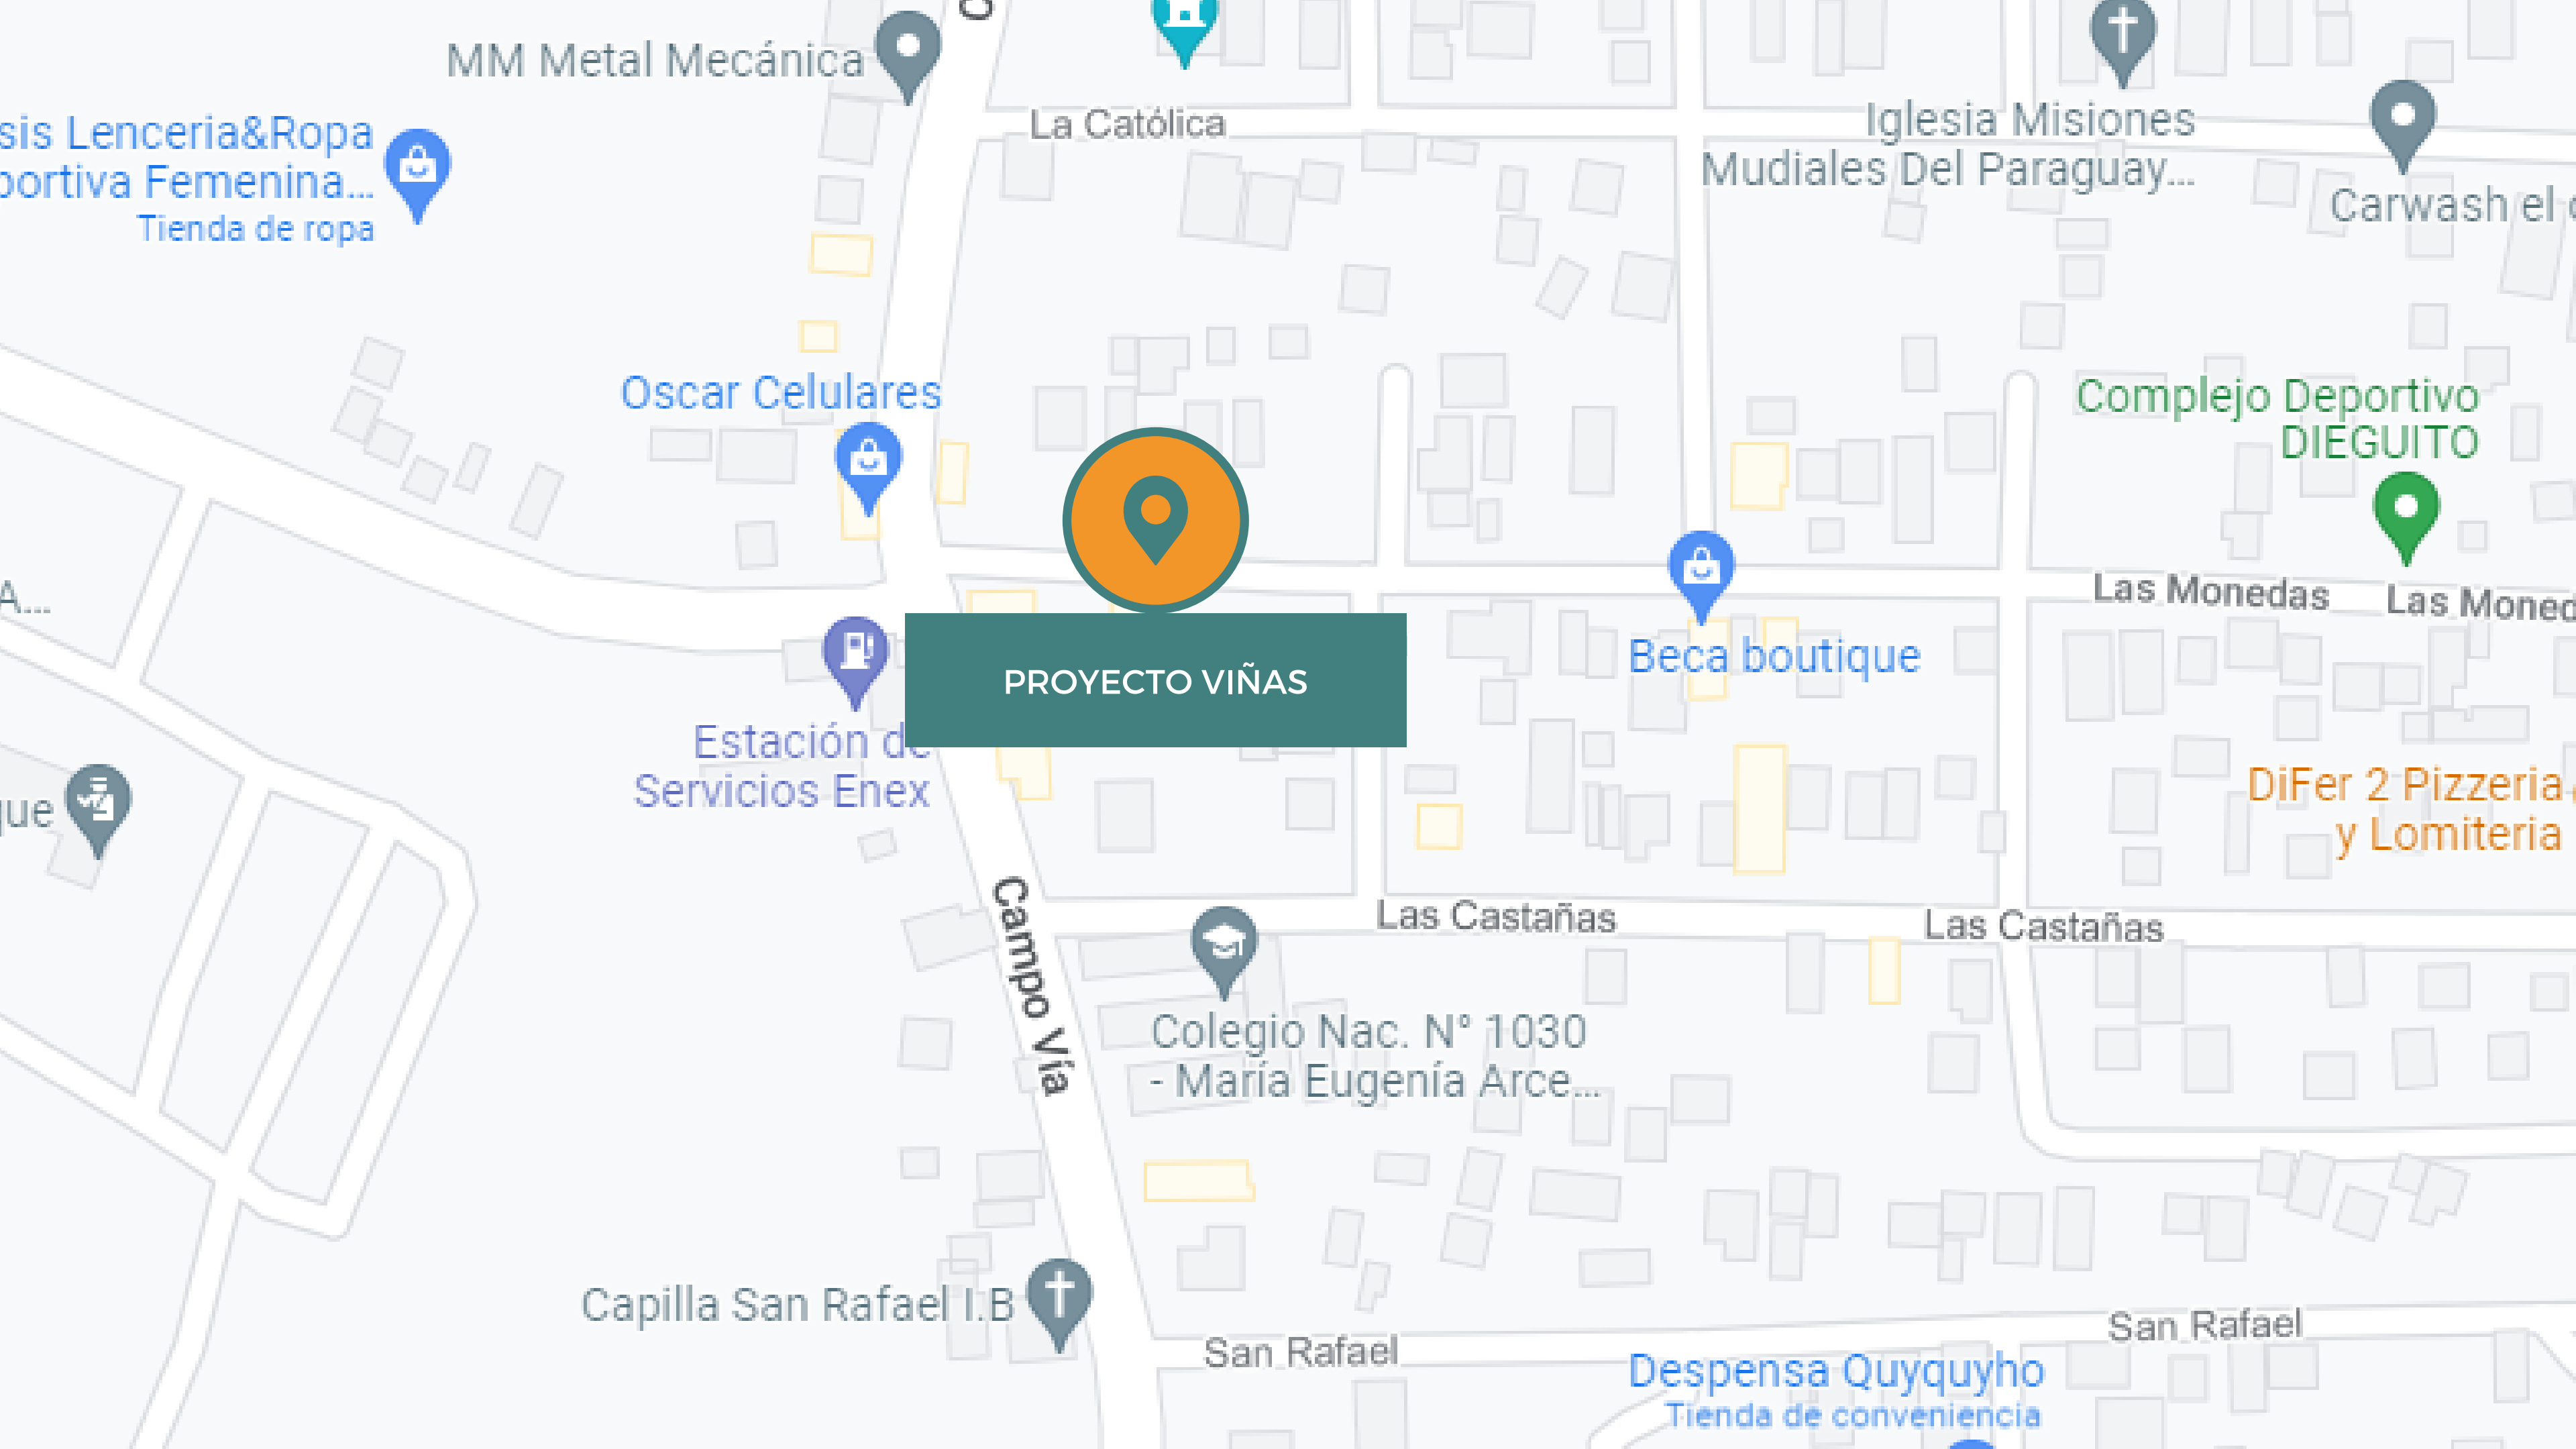 MM Metal Mecánica
La Católica
Iglesia Misiones
Mudiales Del Paraguay...
sis Lenceria&Ropa
portiva Femenina...
Tienda de ropa
Carwash el
Oscar Celulares
Complejo Deportivo
DIEGUITO
Las Monedas
Las Moned
A...
PROYECTO VIÑAS
Beca boutique
Estación de
Servicios Enex
que
DiFer 2 Pizzeria
y Lomiteria
Campo Vía
Las Castañas
Las Castañas
Colegio Nac. N° 1030
- María Eugenía Arce...
Capilla San Rafael I.B
San Rafael
San Rafael
Despensa Quyquyho
Tienda de conveniencia